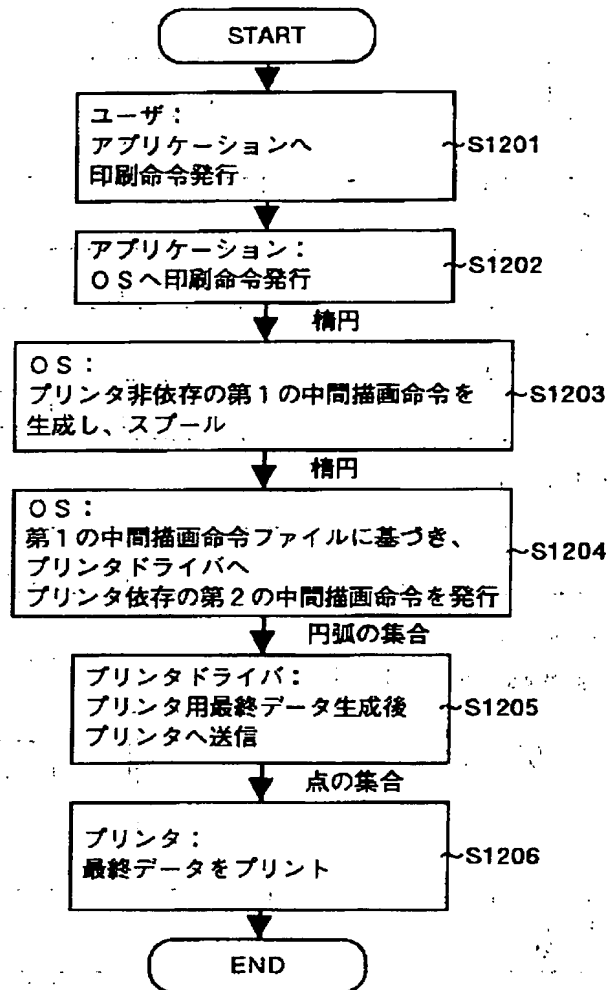 START
ユーザ：
アプリケーションへ
印刷命令発行
～S1201
アプリケーション：
ＯＳへ印刷命令発行
～S1202
楕円
ＯＳ：
プリンタ非依存の第１の中間描画命令を
生成し、スプール
～S1203
楕円
ＯＳ：
第１の中間描画命令ファイルに基づき、
プリンタドライバへ
プリンタ依存の第２の中間描画命令を発行
～S1204
円弧の集合
プリンタドライバ：
プリンタ用最終データ生成後
プリンタへ送信
～S1205
点の集合
プリンタ：
最終データをプリント
～S1206
END